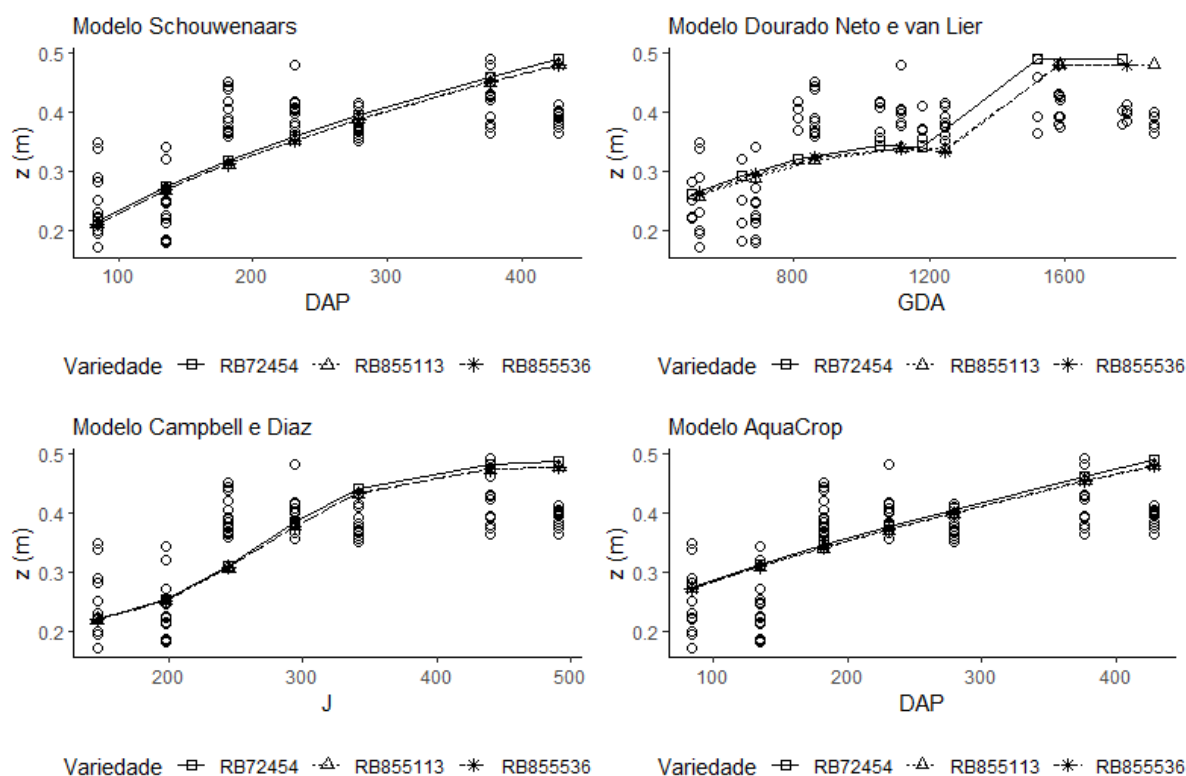 Modelo Schouwenaars
z (m)
0.5
0.4
0.3
0.2
100 200 300 400
DAP
Variedade RB72454 RB855113 RB855536
Modelo Dourado Neto e van Lier
z (m)
0.5
0.4
0.3
0.2
800 1200 1600
GDA
Variedade RB72454 RB855113 RB855536
Modelo Campbell e Diaz
z (m)
0.5
0.4
0.3
0.2
200 300 400 500
J
Variedade RB72454 RB855113 RB855536
Modelo AquaCrop
z (m)
0.5
0.4
0.3
0.2
100 200 300 400
DAP
Variedade RB72454 RB855113 RB855536